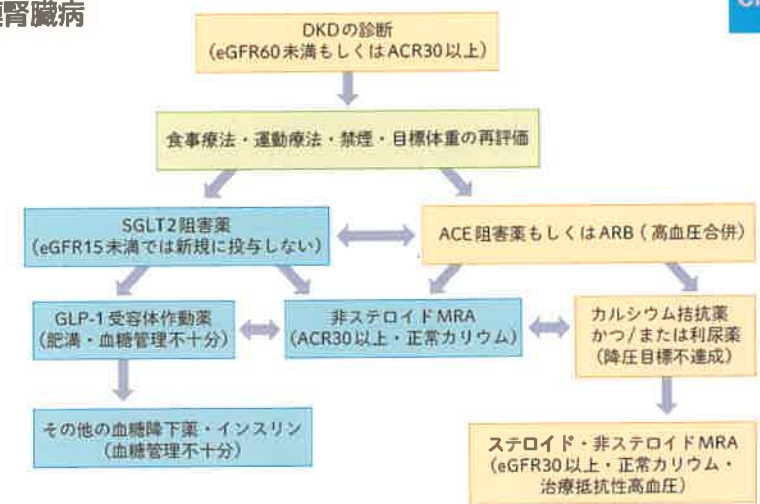 腎臓病
DKDの診断
(eGFR60未満もしくはACR30以上)
食事療法・運動療法・禁煙・目標体重の再評価
SGLT2阻害薬
(eGFR15未満では新規に投与しない)
ACE阻害薬もしくはARB(高血圧合併)
GLP-1受容体作動薬
(肥満・血糖管理不十分)
非ステロイドMRA
(ACR30以上・正常カリウム)
カルシウム拮抗薬
かつ/または利尿薬
(降圧目標不達成)
その他の血糖降下薬・インスリン
(血糖管理不十分)
ステロイド・非ステロイドMRA
(eGFR30以上・正常カリウム・
治療抵抗性高血圧)